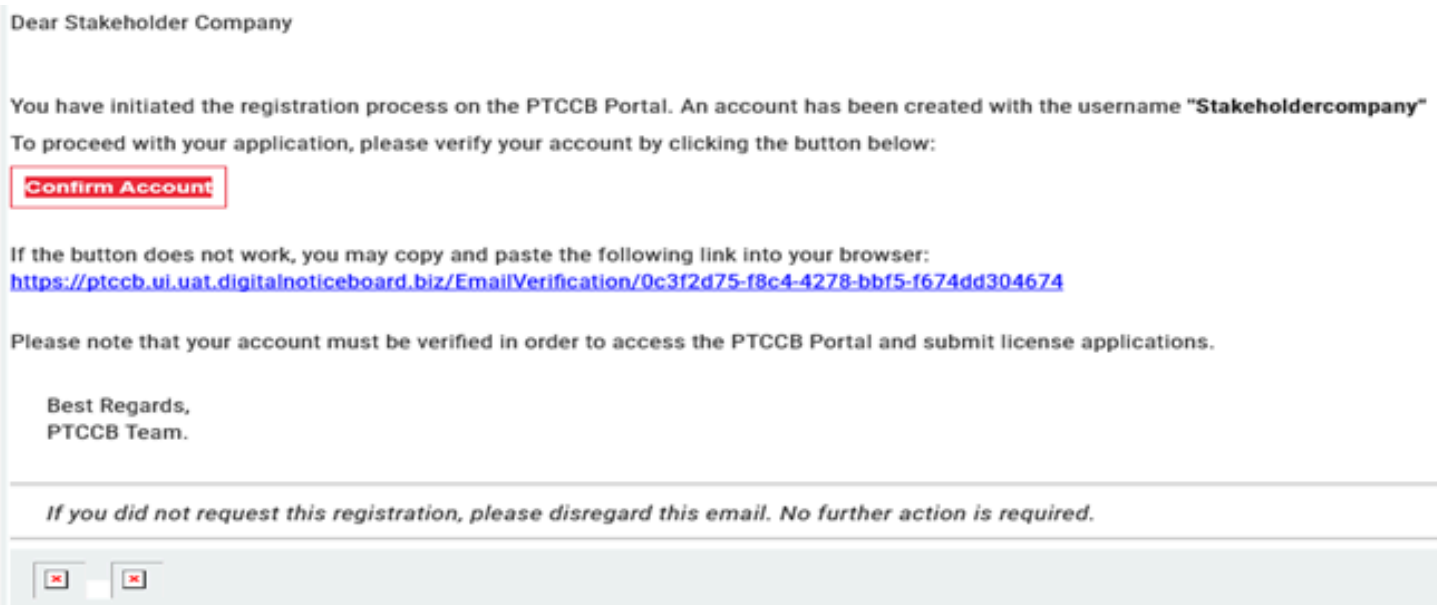 Dear Stakeholder Company
You have initiated the registration process on the PTCCB Portal. An account has been created with the username "Stakeholdercompany"
To proceed with your application, please verify your account by clicking the button below:
Confirm Account
If the button does not work, you may copy and paste the following link into your browser:
https://ptccb.ui.uat.digitalnoticeboard.biz/EmailVerification/0c3f2d75-f8c4-4278-bbf5-f674dd304674
Please note that your account must be verified in order to access the PTCCB Portal and submit license applications.
Best Regards,
PTCCB Team.
If you did not request this registration, please disregard this email. No further action is required.